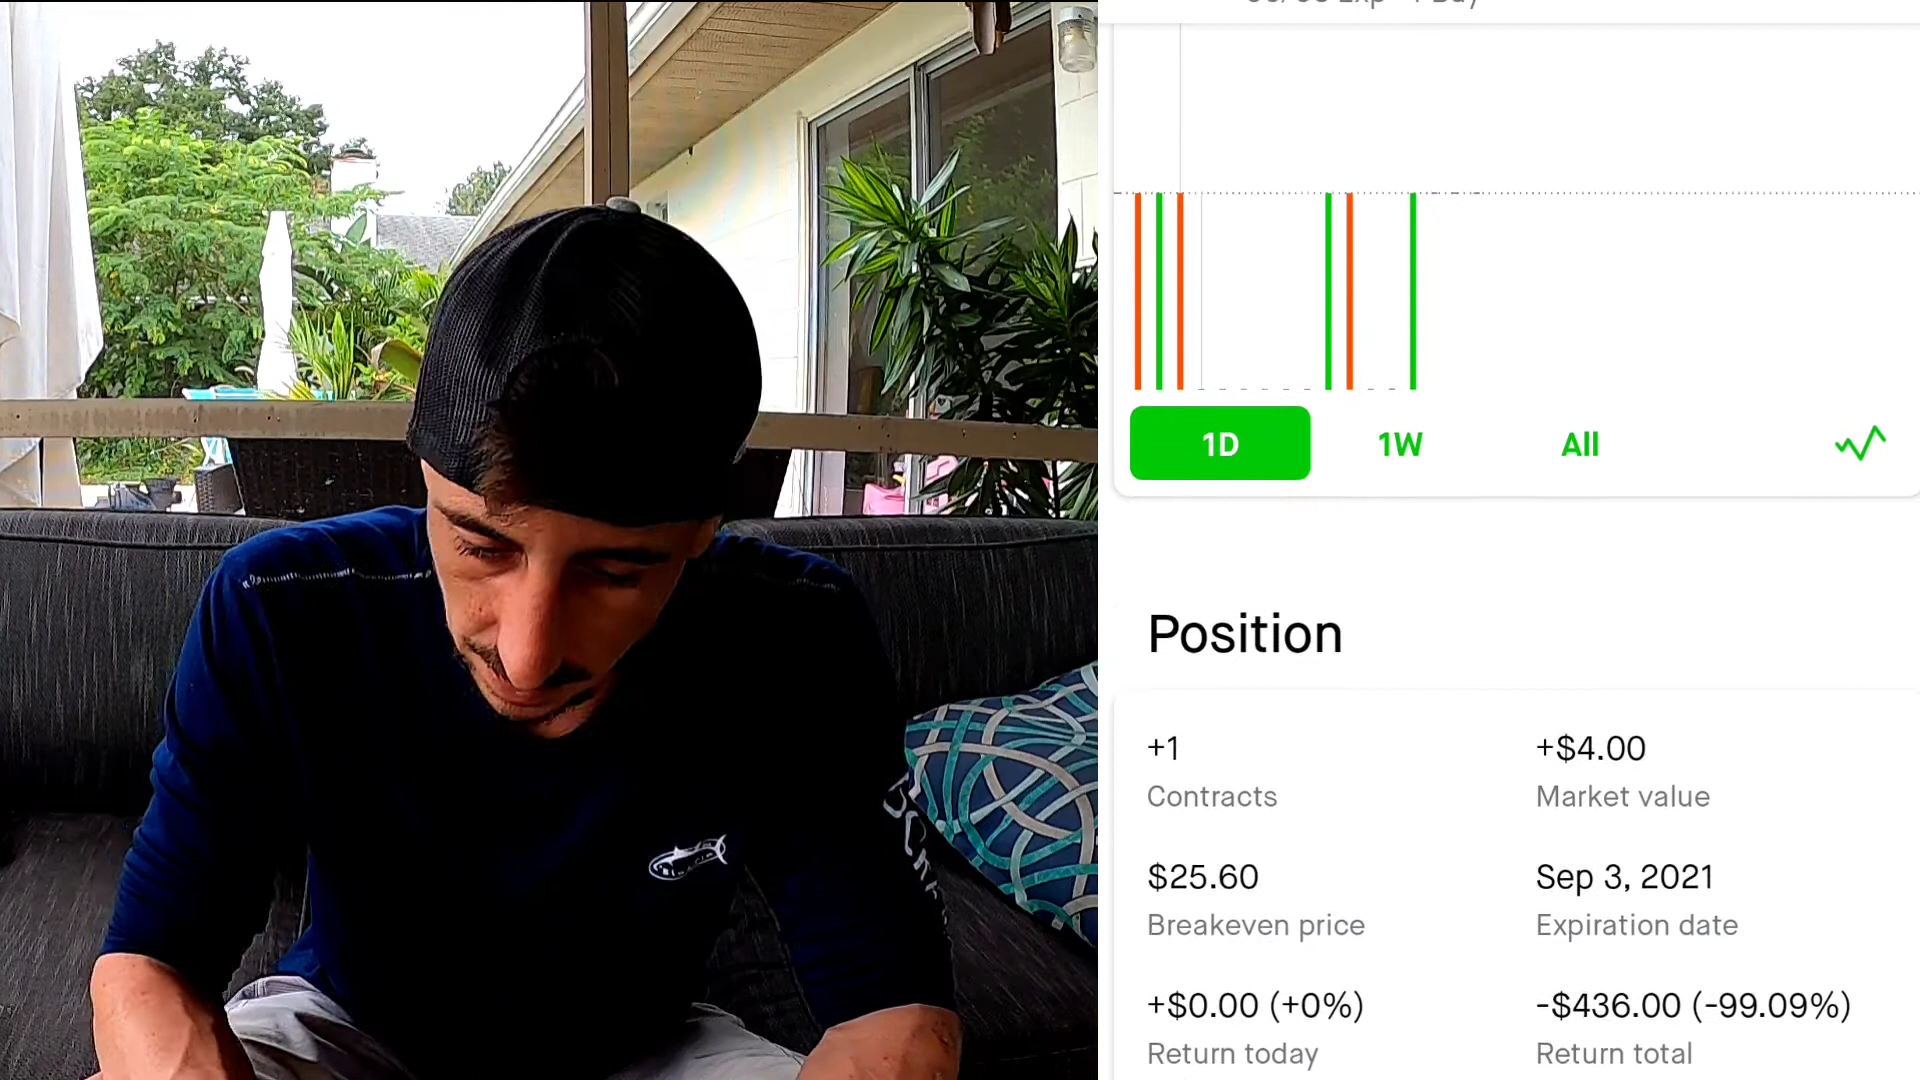 1D
1W
All
Position
+1
+$4.00
Contracts
Market value
$25.60
Sep 3, 2021
Breakeven price
Expiration date
+$0.00 (+0%)
-$436.00 (-99.09%)
Return today
Return total